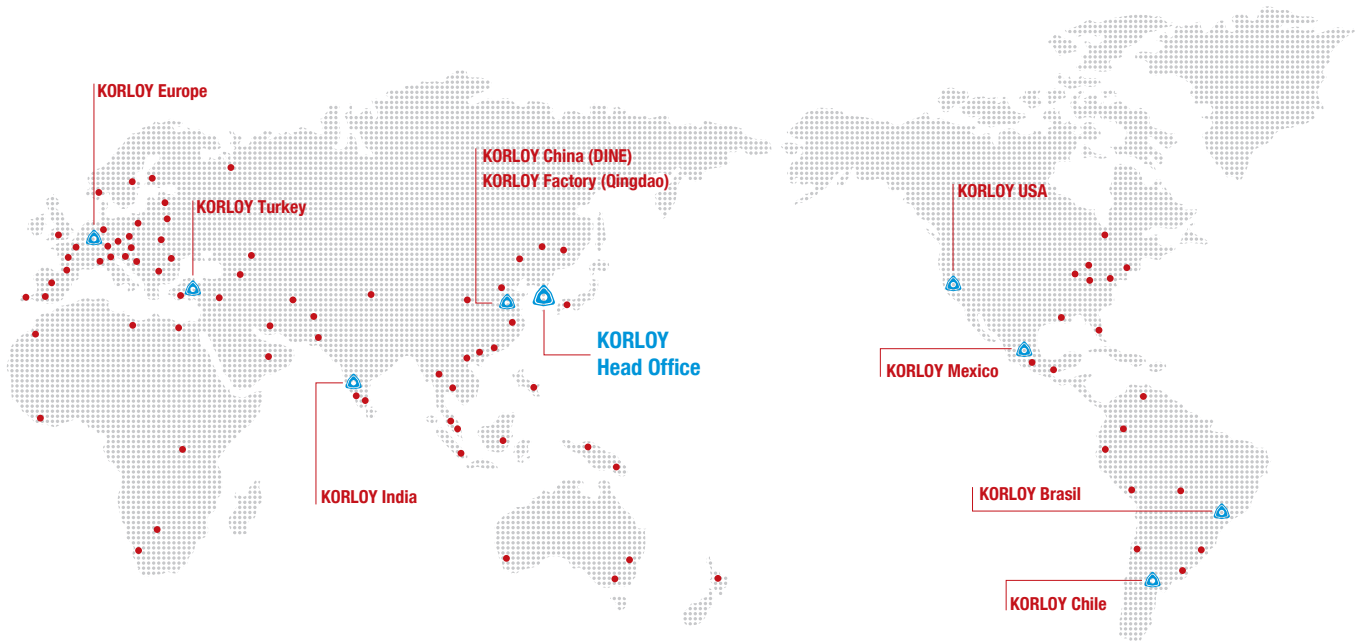 KORLOY Europe
KORLOY China (DINE)
KORLOY Factory (Qingdao)
KORLOY USA
KORLOY Turkey
KORLOY
Head Office
KORLOY Mexico
KORLOY India
KORLOY Brasil
KORLOY Chile